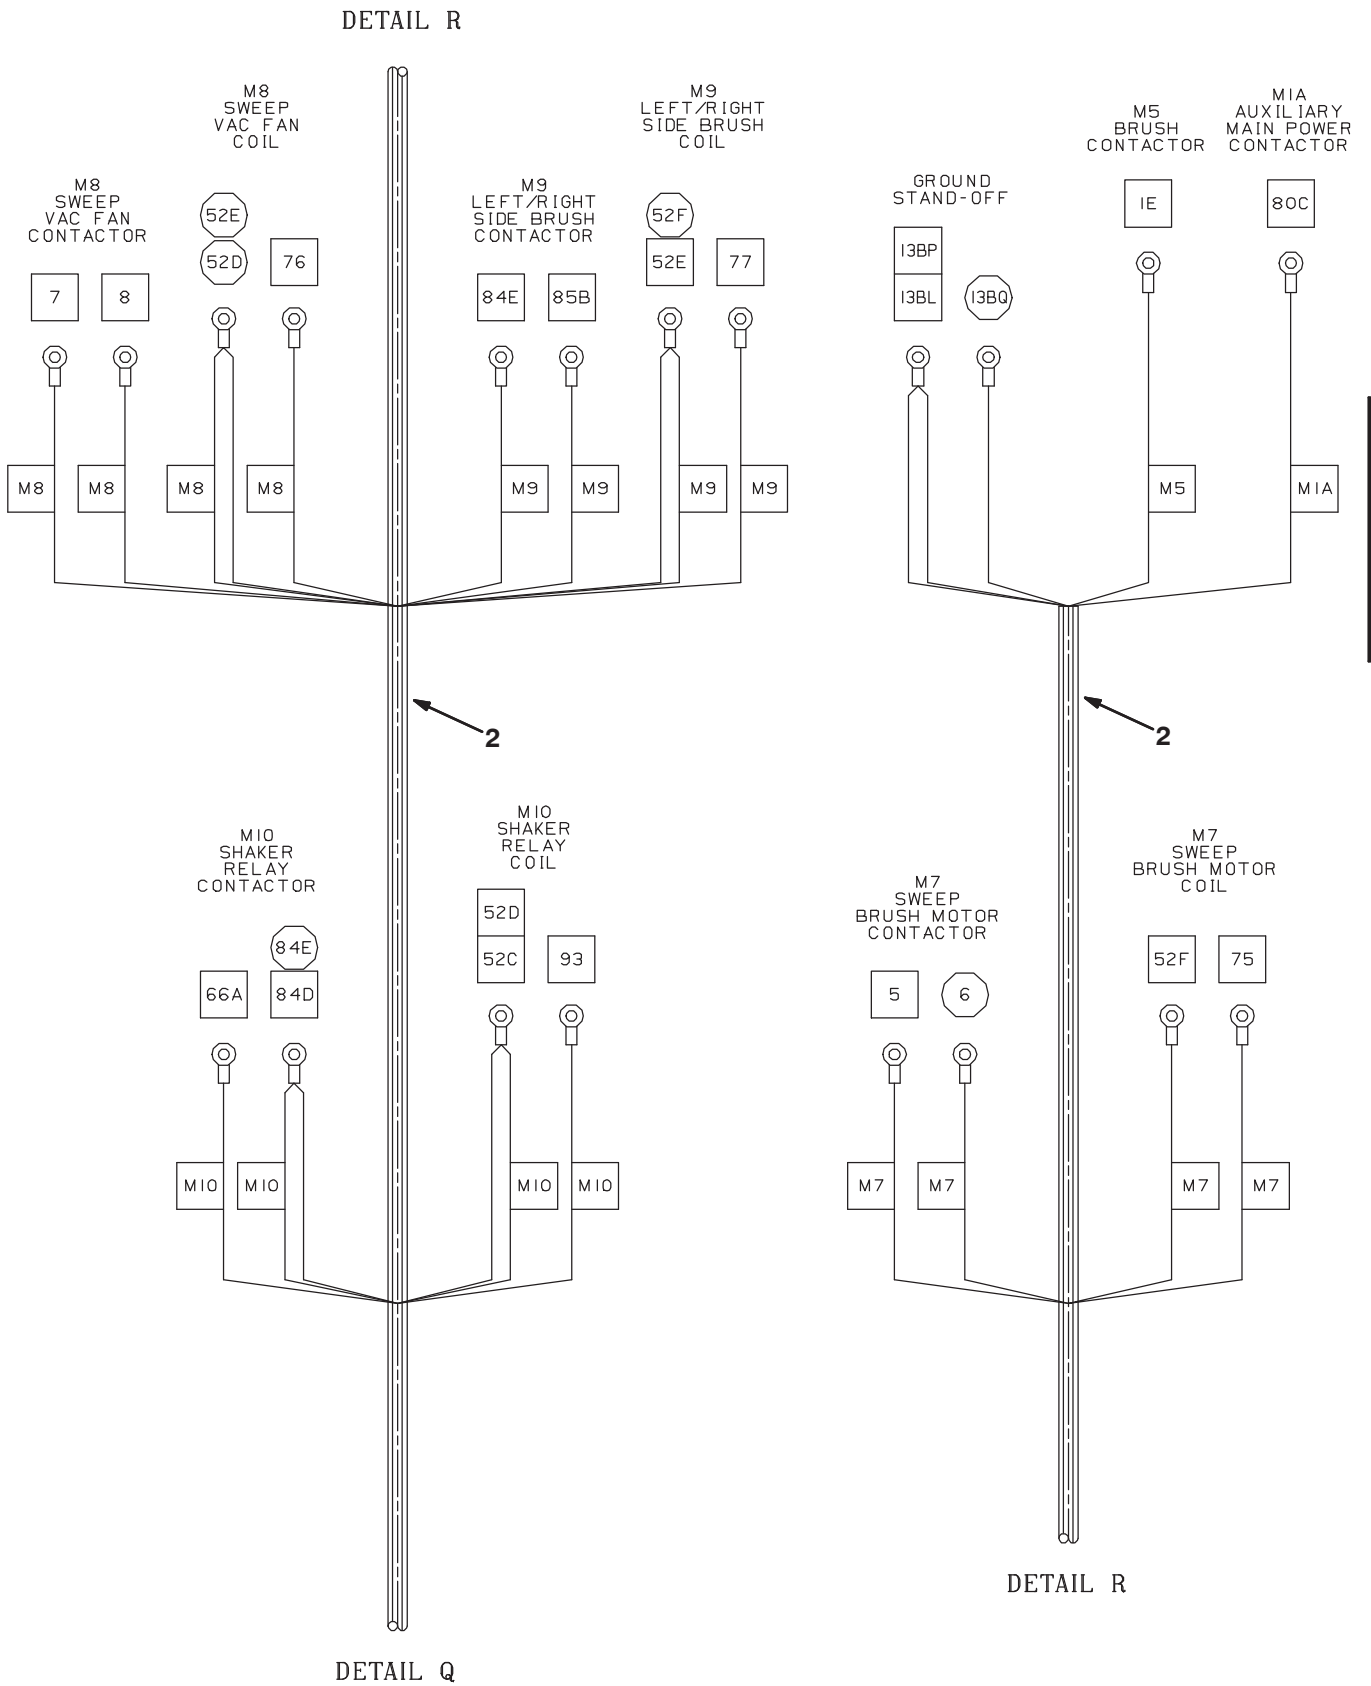 DETAIL R
M8
SWEEP
VAC FAN
COIL
M9
LEFT/RIGHT
SIDE BRUSH
COIL
M8
SWEEP
VAC FAN
CONTACTOR
M9
LEFT/RIGHT
SIDE BRUSH
CONTACTOR
52E
52D
76
52F
52E
77
7
8
84E
85B
M8
M8
M8
M8
M9
M9
M9
M9
2
M10
SHAKER
RELAY
COIL
M10
SHAKER
RELAY
CONTACTOR
52D
52C
93
84E
66A
84D
M10
M10
M10
M10
DETAIL Q
M1A
AUXILIARY
MAIN POWER
CONTACTOR
M5
BRUSH
CONTACTOR
GROUND
STAND-OFF
1E
80C
13BP
13BL
13BQ
M5
M1A
2
M7
SWEEP
BRUSH MOTOR
COIL
M7
SWEEP
BRUSH MOTOR
CONTACTOR
52F
75
5
6
M7
M7
M7
M7
DETAIL R